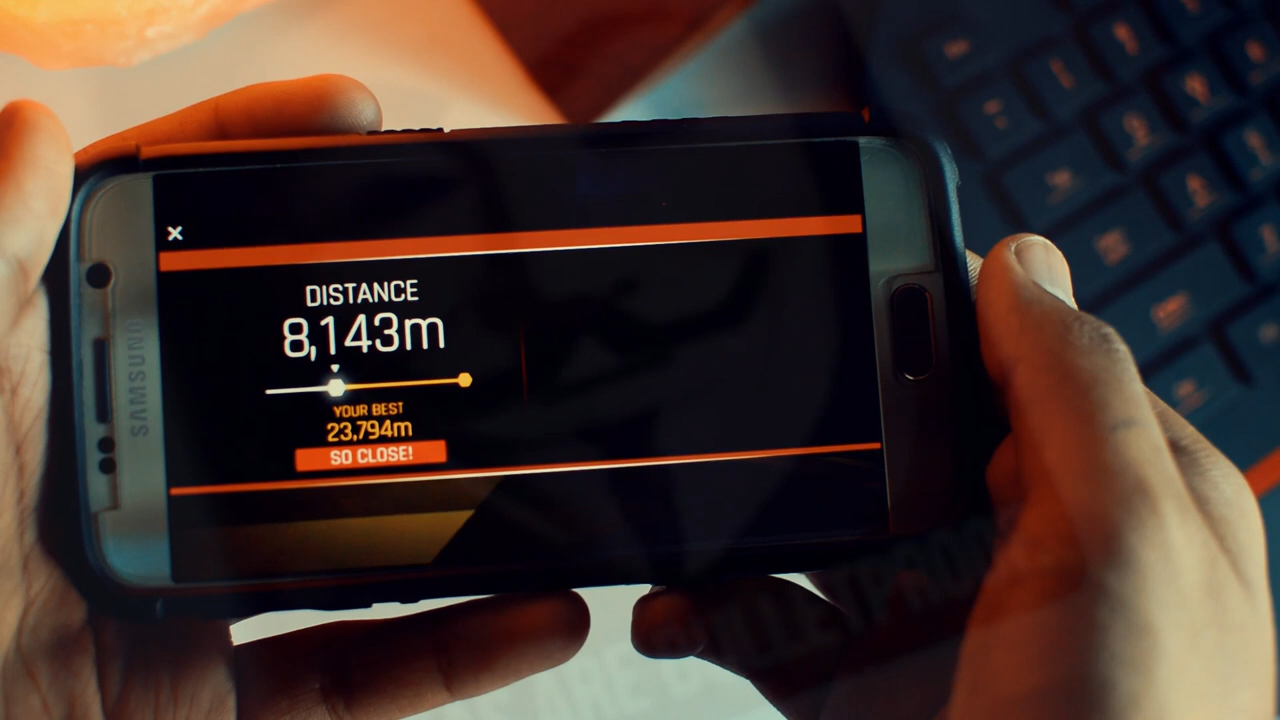 ×
DISTANCE
8,143m
YOUR BEST
23,794m
SO CLOSE!
SAMSUNG